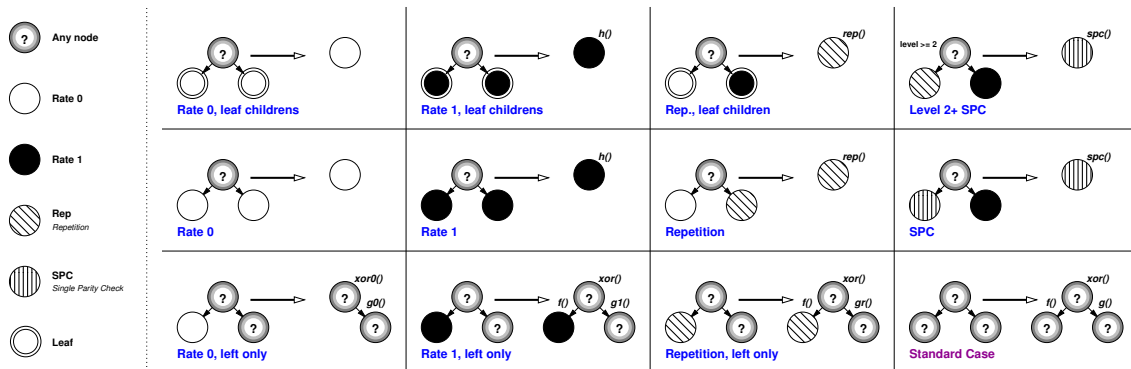 ? Any node
Rate 0
Rate 1
Rep
Repetition
SPC
Single Parity Check
Leaf
?
Rate 0, leaf childrens
h()
?
Rate 1, leaf childrens
rep()
?
Rep., leaf children
spc()
level >= 2 ?
Level 2+ SPC
?
Rate 0
h()
?
Rate 1
rep()
?
Repetition
spc()
?
SPC
xor0()
? ?
g0()
? ?
Rate 0, left only
xor()
? ?
f() g1()
? ?
Rate 1, left only
xor()
? ?
f() gr()
? ?
Repetition, left only
xor()
? ?
f() g()
? ? ? ?
Standard Case